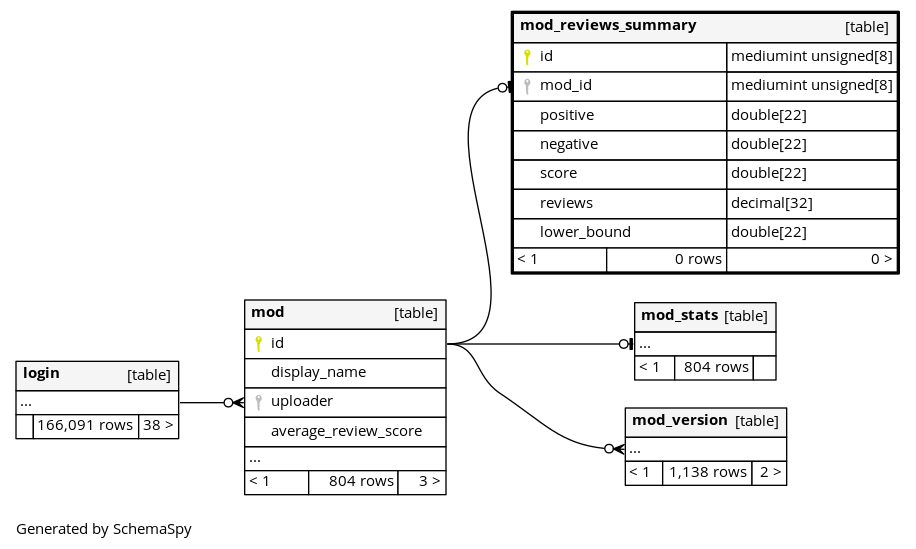 mod_reviews_summary [table]
id mediumint unsigned[8]
mod_id mediumint unsigned[8]
positive double[22]
negative double[22]
score double[22]
reviews decimal[32]
lower_bound double[22]
< 1 0 rows 0 >
mod [table]
id
display_name
uploader
average_review_score
...
< 1 804 rows 3 >
mod_stats [table]
...
< 1 804 rows
login [table]
...
166,091 rows 38 >
mod_version [table]
...
< 1 1,138 rows 2 >
Generated by SchemaSpy